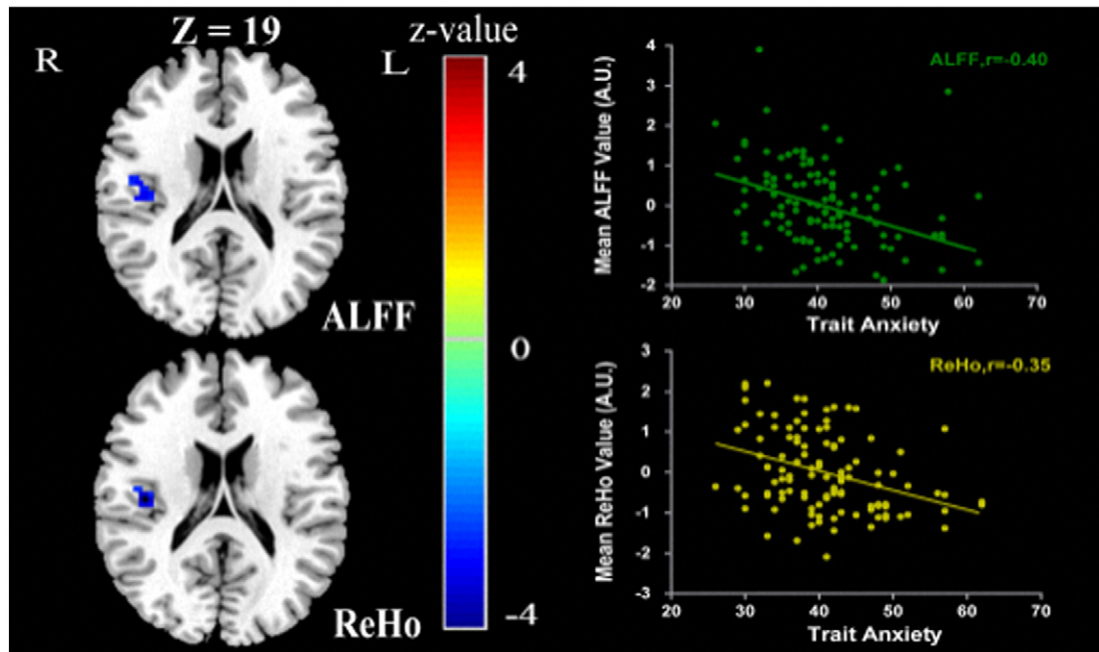 Z = 19
z-value
R
L
4
0
-4
ALFF
ReHo
ALFF,r=-0.40
Mean ALFF Value (A.U.)
4
3
2
1
0
-1
-2
20 30 40 50 60 70
Trait Anxiety
ReHo,r=-0.35
Mean ReHo Value (A.U.)
3
2
1
0
-1
-2
-3
20 30 40 50 60 70
Trait Anxiety